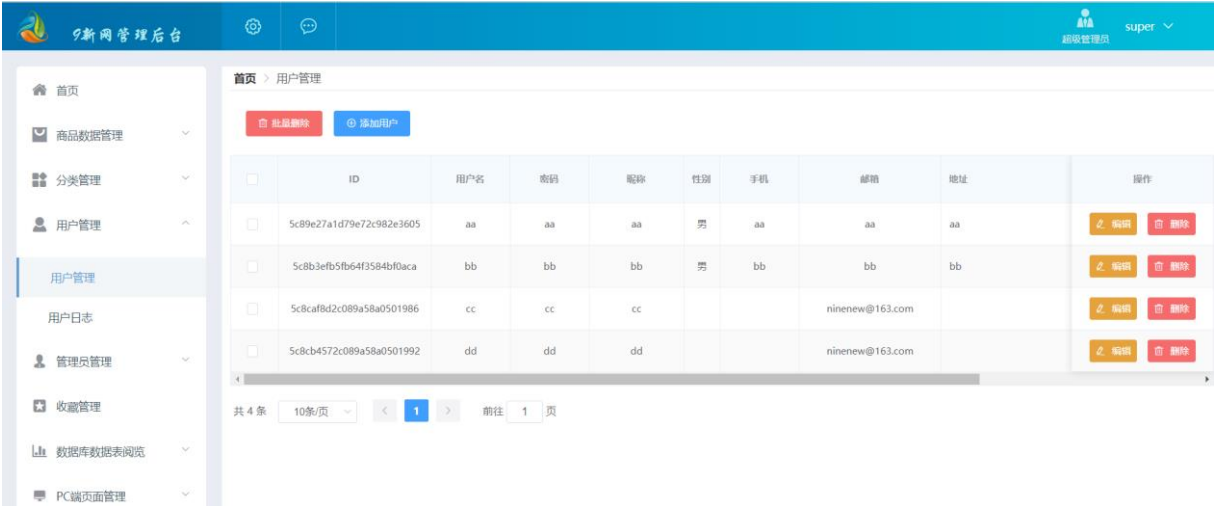 9新网管理后台
超级管理员
super
首页
商品数据管理
分类管理
用户管理
用户管理
用户日志
管理员管理
收藏管理
数据库数据表阅览
PC端页面管理
首页 > 用户管理
批量删除 添加用户
ID 用户名 密码 昵称 性别 手机 邮箱 地址 操作
5c89e27a1d79e72c982e3605 aa aa aa 男 aa aa aa 编辑 删除
5c8b3efb5fb64f3584bf0aca bb bb bb 男 bb bb bb 编辑 删除
5c8caf8d2c089a58a0501986 cc cc cc ninenew@163.com 编辑 删除
5c8cb4572c089a58a0501992 dd dd dd ninenew@163.com 编辑 删除
共 4 条 10条/页 < 1 > 前往 1 页